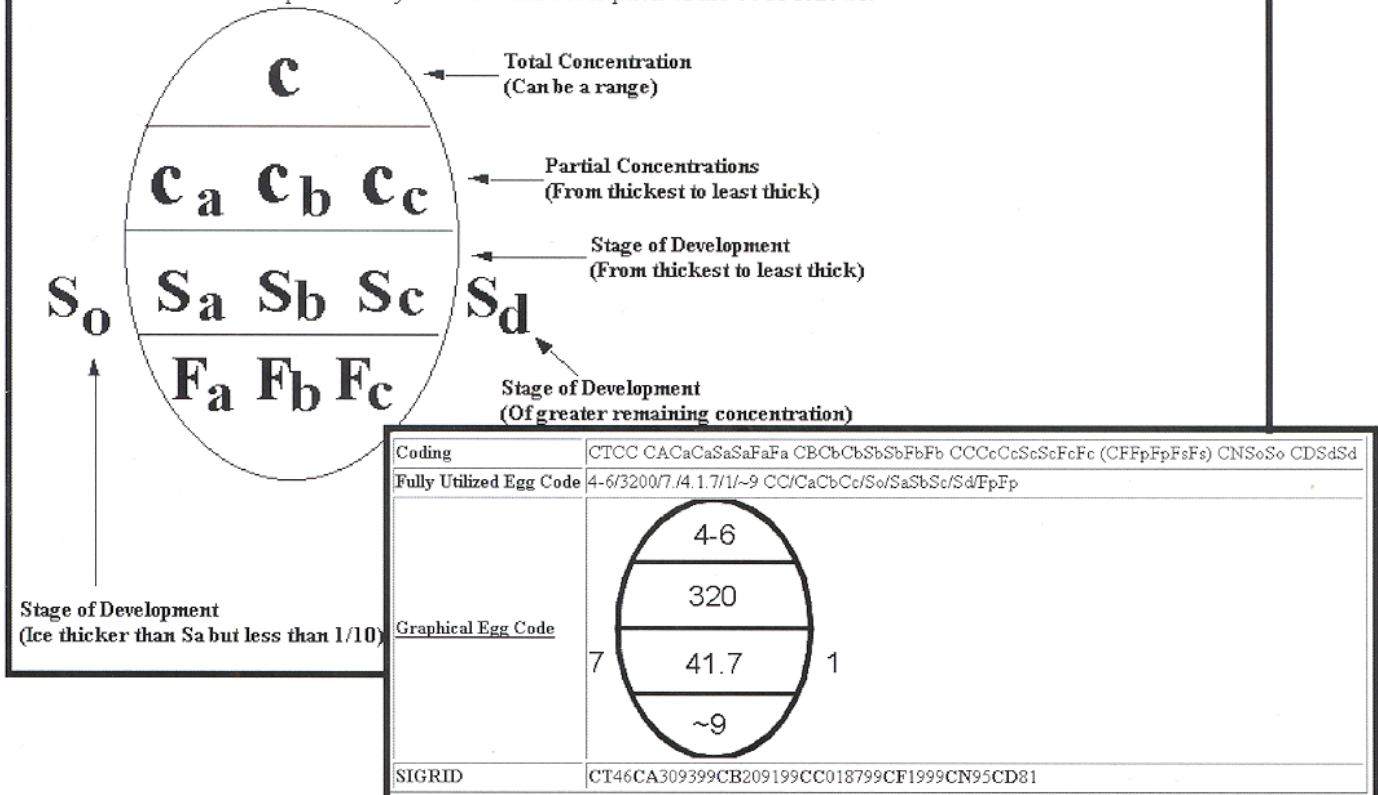 c
Total Concentration
(Can be a range)
c a c b c c
Partial Concentrations
(From thickest to least thick)
Stage of Development
(From thickest to least thick)
So Sa Sb Sc Sd
Fa Fb Fc
Stage of Development
(Of greater remaining concentration)
Stage of Development
(Ice thicker than Sa but less than 1/10)
Coding CTCC CACaCaSaSaFaFa CBCbCbSbSbFbFb CCCcCcScScFcFc (CFFpFpFsFs) CNSoSo CDSdSd
Fully Utilized Egg Code 4-6/3200/7./4.1.7/1/~9 CC/CaCbCc/So/SaSbSc/Sd/FpFp
Graphical Egg Code
4-6
320
7 41.7 1
~9
SIGRID CT46CA309399CB209199CC018799CF1999CN95CD81